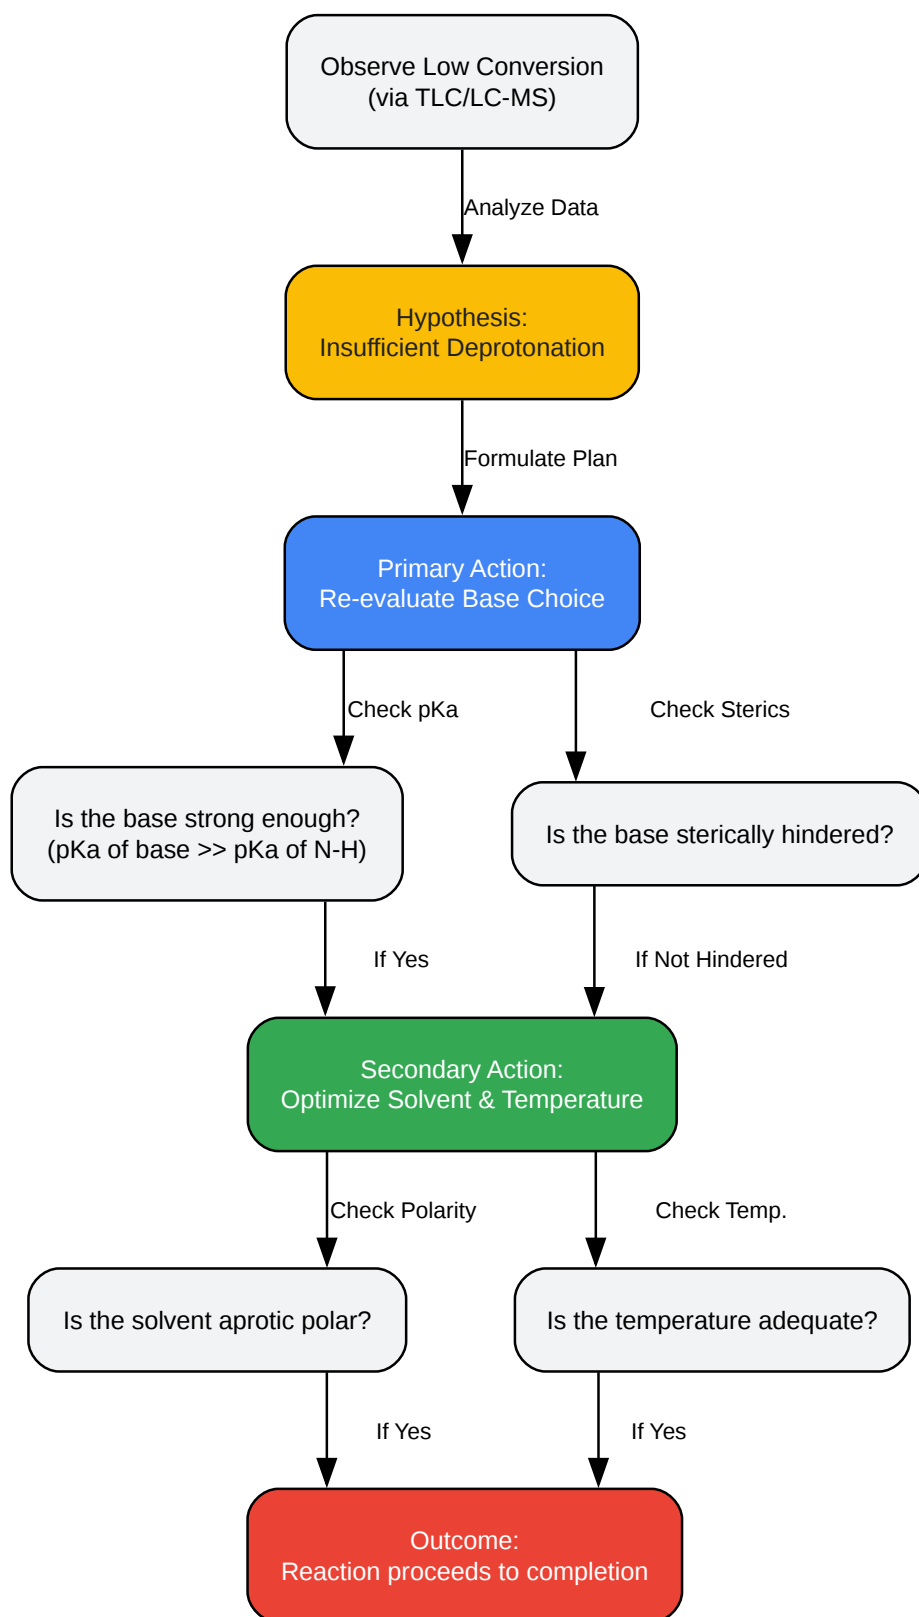 Observe Low Conversion
(via TLC/LC-MS)
Analyze Data
Hypothesis:
Insufficient Deprotonation
Formulate Plan
Primary Action:
Re-evaluate Base Choice
Check pKa
Check Sterics
Is the base strong enough?
(pKa of base >> pKa of N-H)
Is the base sterically hindered?
If Yes
If Not Hindered
Secondary Action:
Optimize Solvent & Temperature
Check Polarity
Check Temp.
Is the solvent aprotic polar?
Is the temperature adequate?
If Yes
If Yes
Outcome:
Reaction proceeds to completion